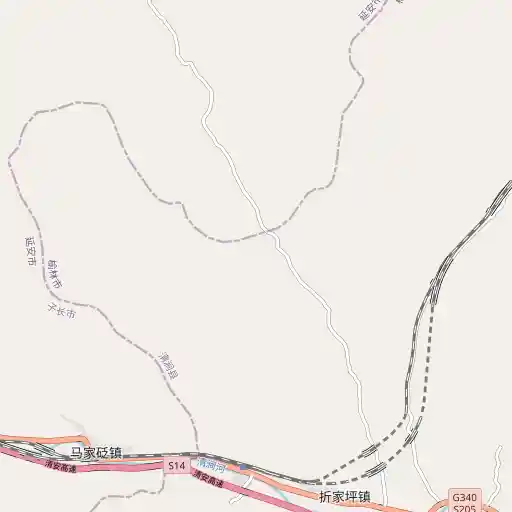 延安市
延安市
榆林市
子长市
清涧县
马家砭镇
清安高速
S14
清涧河
清安高速
折家坪镇
G340
S205